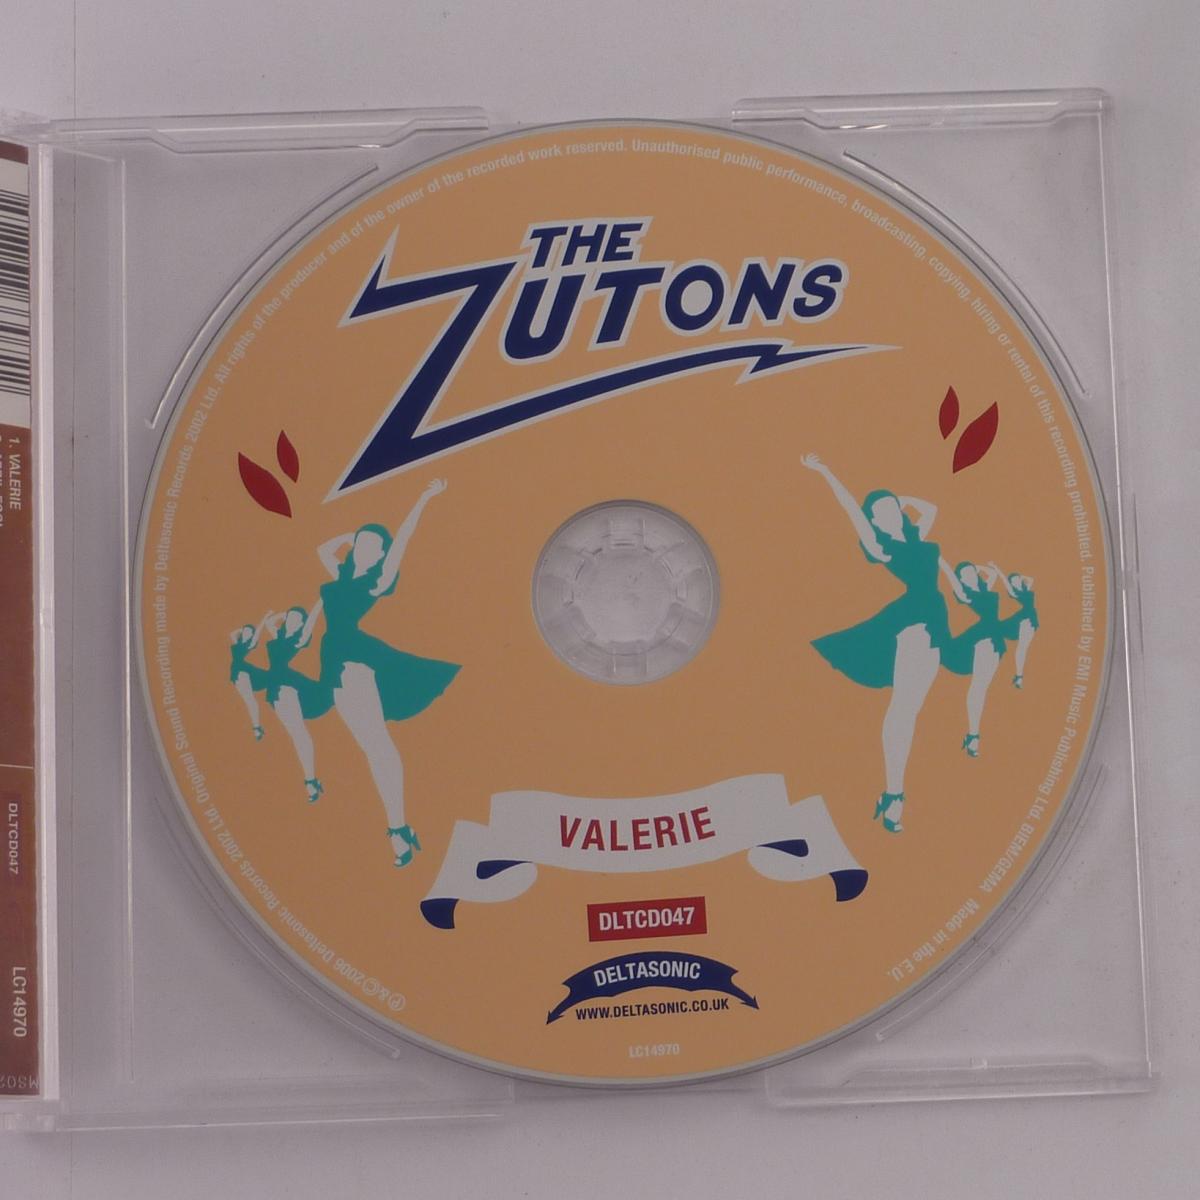 THE
ZUTONS
VALERIE
DLTCD047
DELTASONIC
WWW.DELTASONIC.CO.UK
LC14970
℗&©2006 Deltasonic Records 2002 Ltd. Original Sound Recording made by Deltasonic Records 2002 Ltd. All rights of the producer and of the owner of the recorded work reserved. Unauthorised public performance, broadcasting, copying, hiring or rental of this recording prohibited. Published by EMI Music Publishing Ltd. BIEM/GEMA Made in the E.U.
1. VALERIE
DLTCD047
LC14970